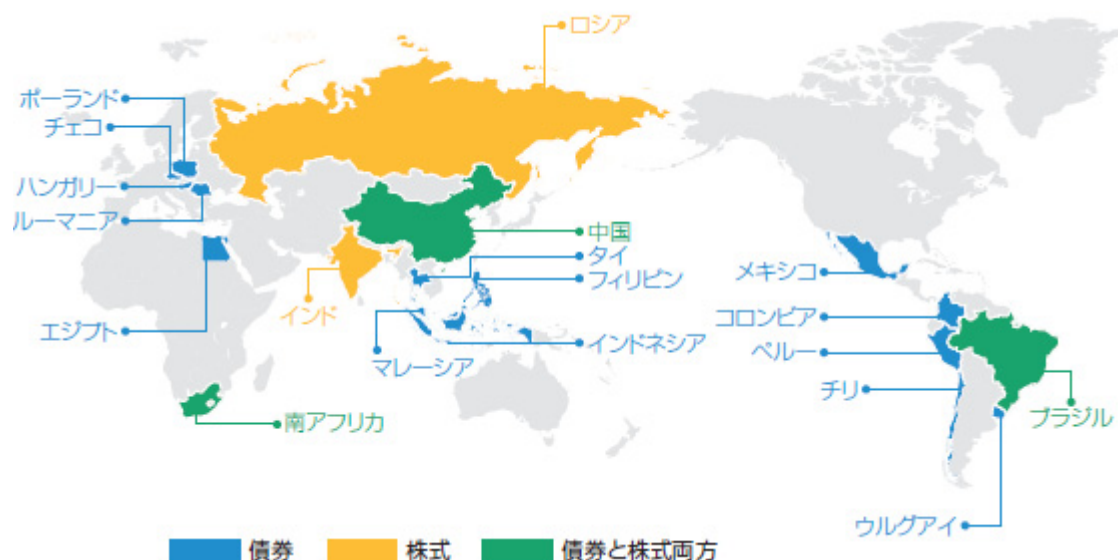 ロシア
ポーランド
チェコ
ハンガリー
ルーマニア
中国
タイ
フィリピン
メキシコ
インド
エジプト
コロンビア
インドネシア
ペルー
マレーシア
チリ
南アフリカ
ブラジル
ウルグアイ
債券
株式
債券と株式両方